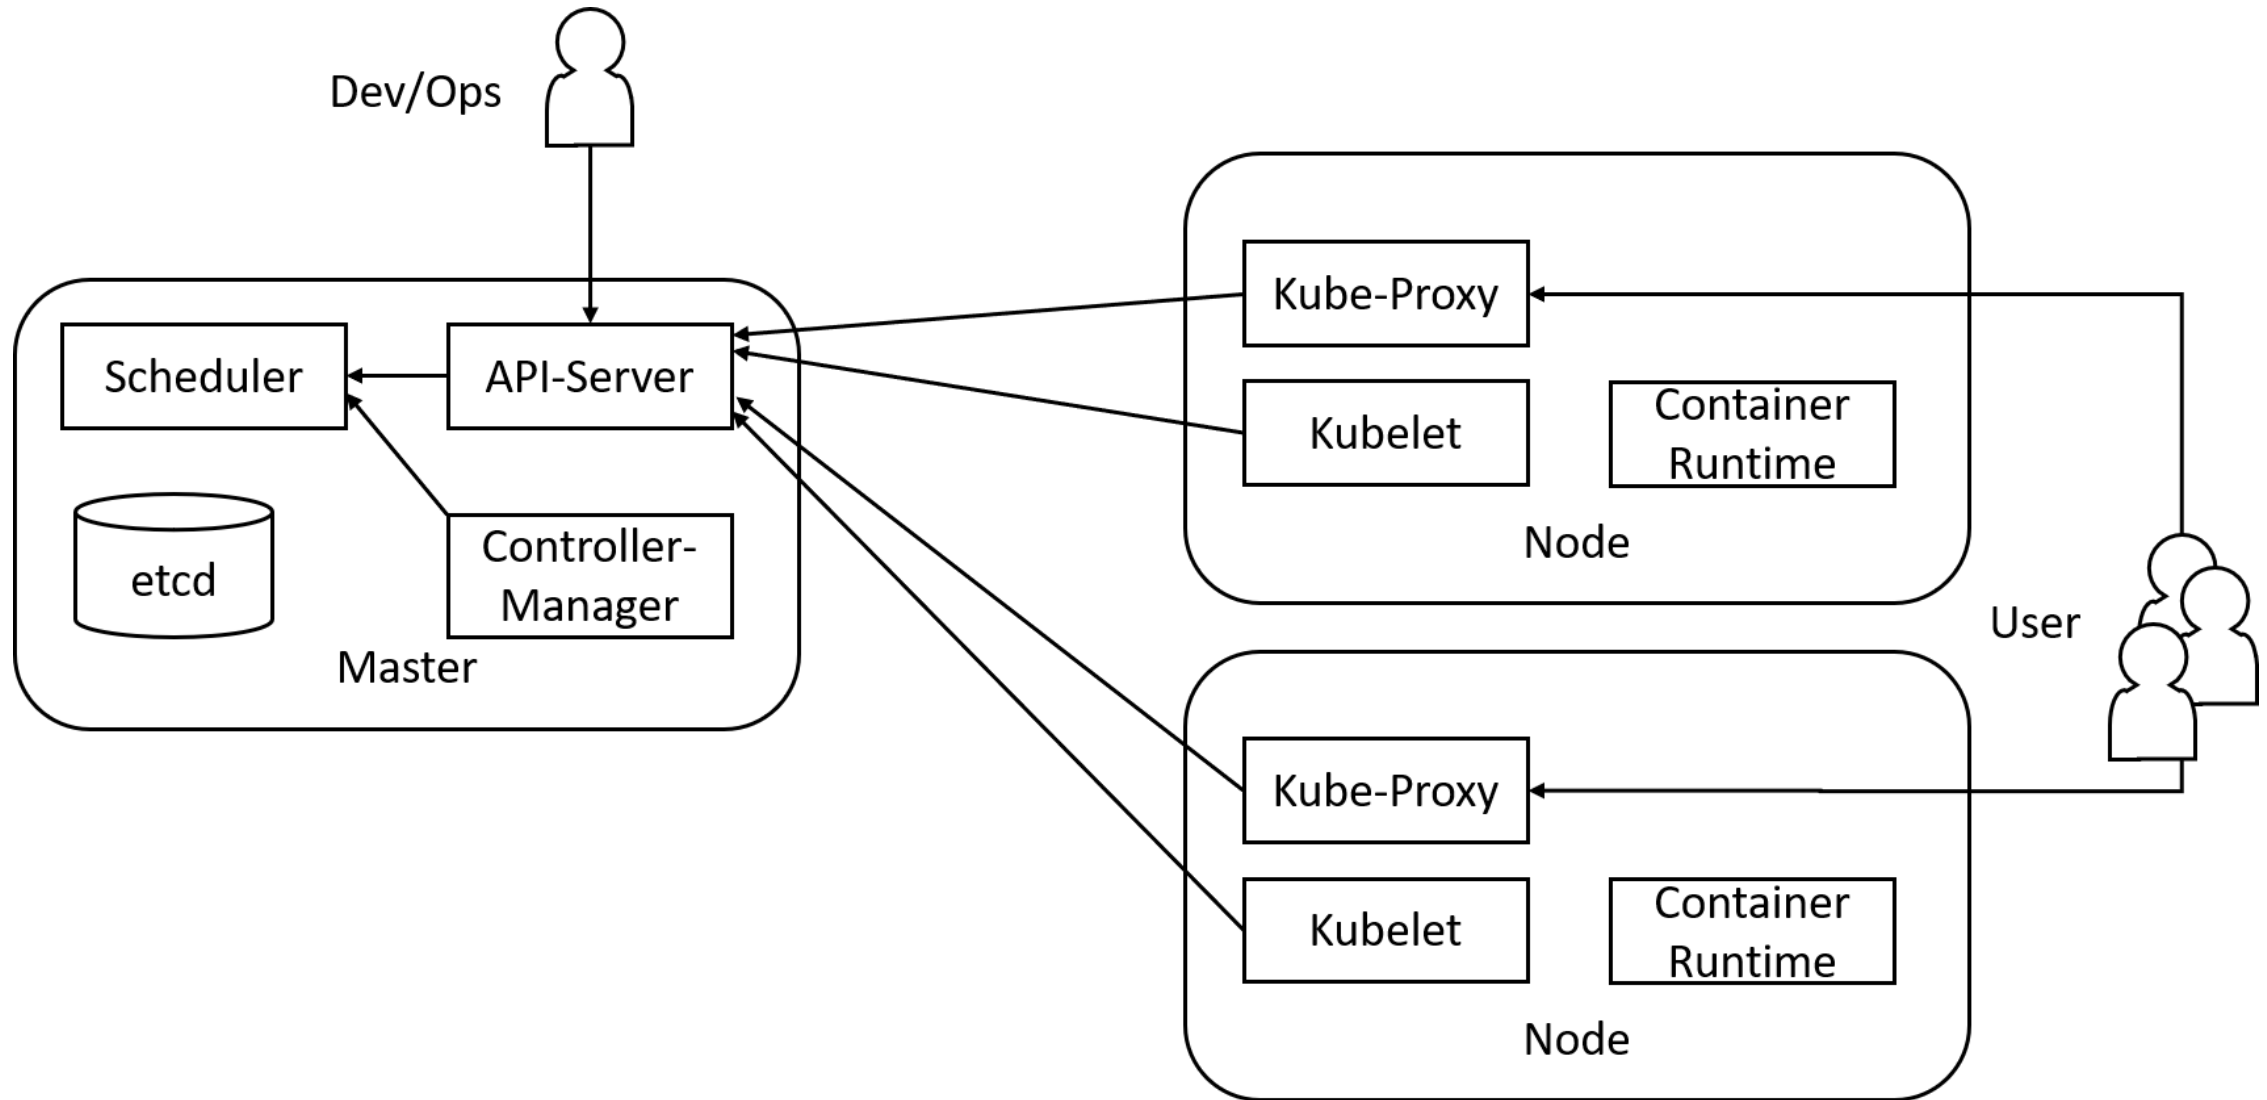 Dev/Ops
Scheduler
API-Server
etcd
Controller-
Manager
Master
Kube-Proxy
Kubelet
Container
Runtime
Node
User
Kube-Proxy
Kubelet
Container
Runtime
Node